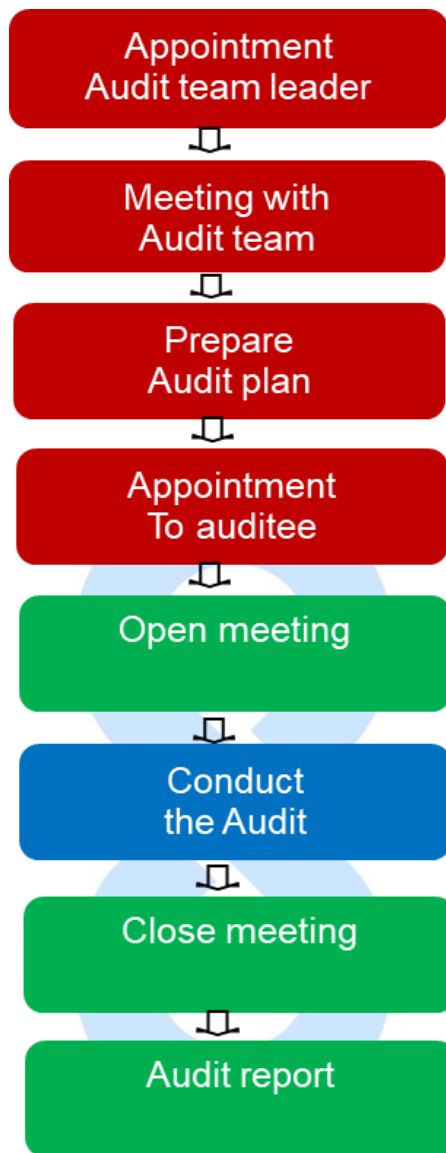 Appointment
Audit team leader
Meeting with
Audit team
Prepare
Audit plan
Appointment
To auditee
Open meeting
Conduct
the Audit
Close meeting
Audit report